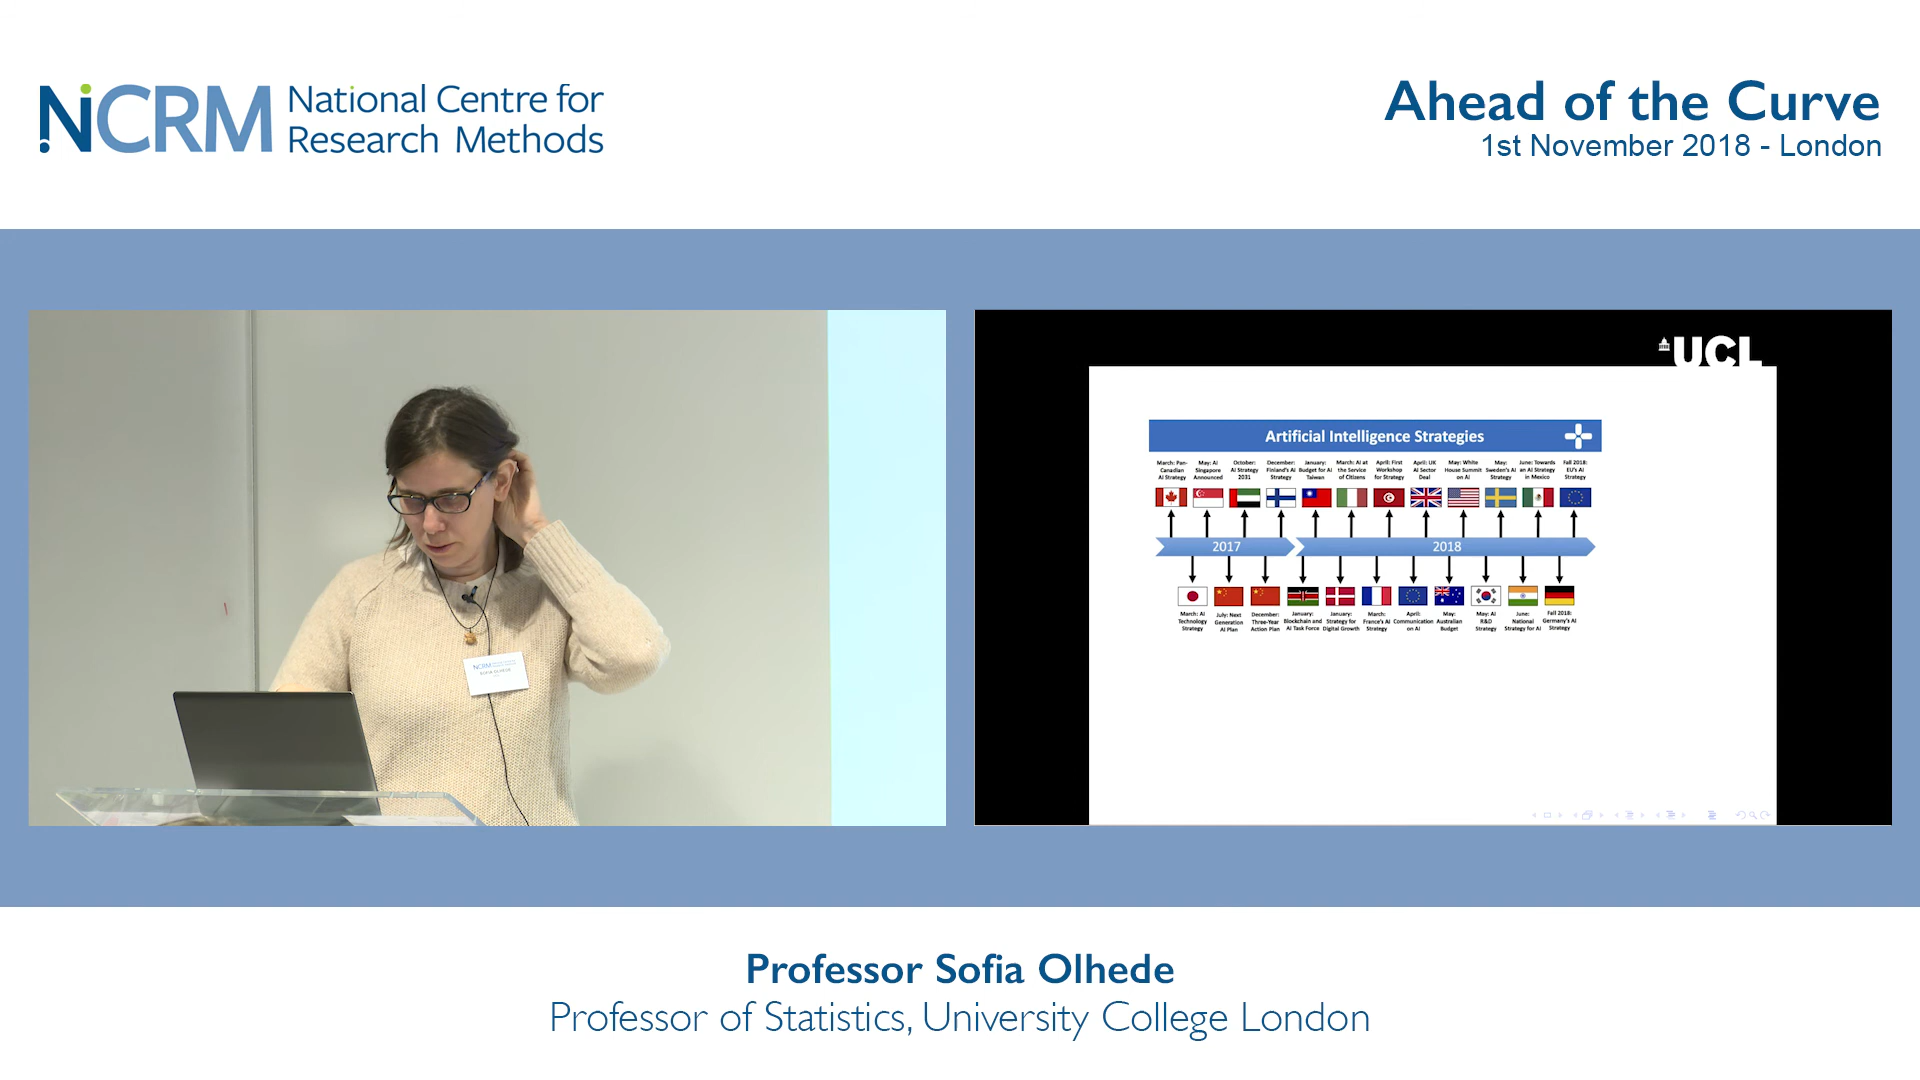 NCRM
National Centre for
Research Methods
Ahead of the Curve
1st November 2018 - London
UCL
Artificial Intelligence Strategies
March: Pan-
Canadian
AI Strategy
May: AI
Singapore
Announced
October:
AI Strategy
2031
December:
Finland's AI
Strategy
January:
Budget for AI
Taiwan
March: AI at
the Service
of Citizens
April: First
Workshop
for Strategy
April: UK
AI Sector
Deal
May: White
House Summit
on AI
May:
Sweden's AI
Strategy
June: Towards
an AI Strategy
in Mexico
Fall 2018:
EU's AI
Strategy
2017
2018
March: AI
Technology
Strategy
July: Next
Generation
AI Plan
December:
Three-Year
Action Plan
January:
Blockchain and
AI Task Force
January:
Strategy for
Digital Growth
March:
France's AI
Strategy
April:
Communication
on AI
May:
Australian
Budget
May: AI
R&D
Strategy
June:
National
Strategy for AI
Fall 2018:
Germany's AI
Strategy
NCRM
SOFIA OLHEDE
Professor Sofia Olhede
Professor of Statistics, University College London